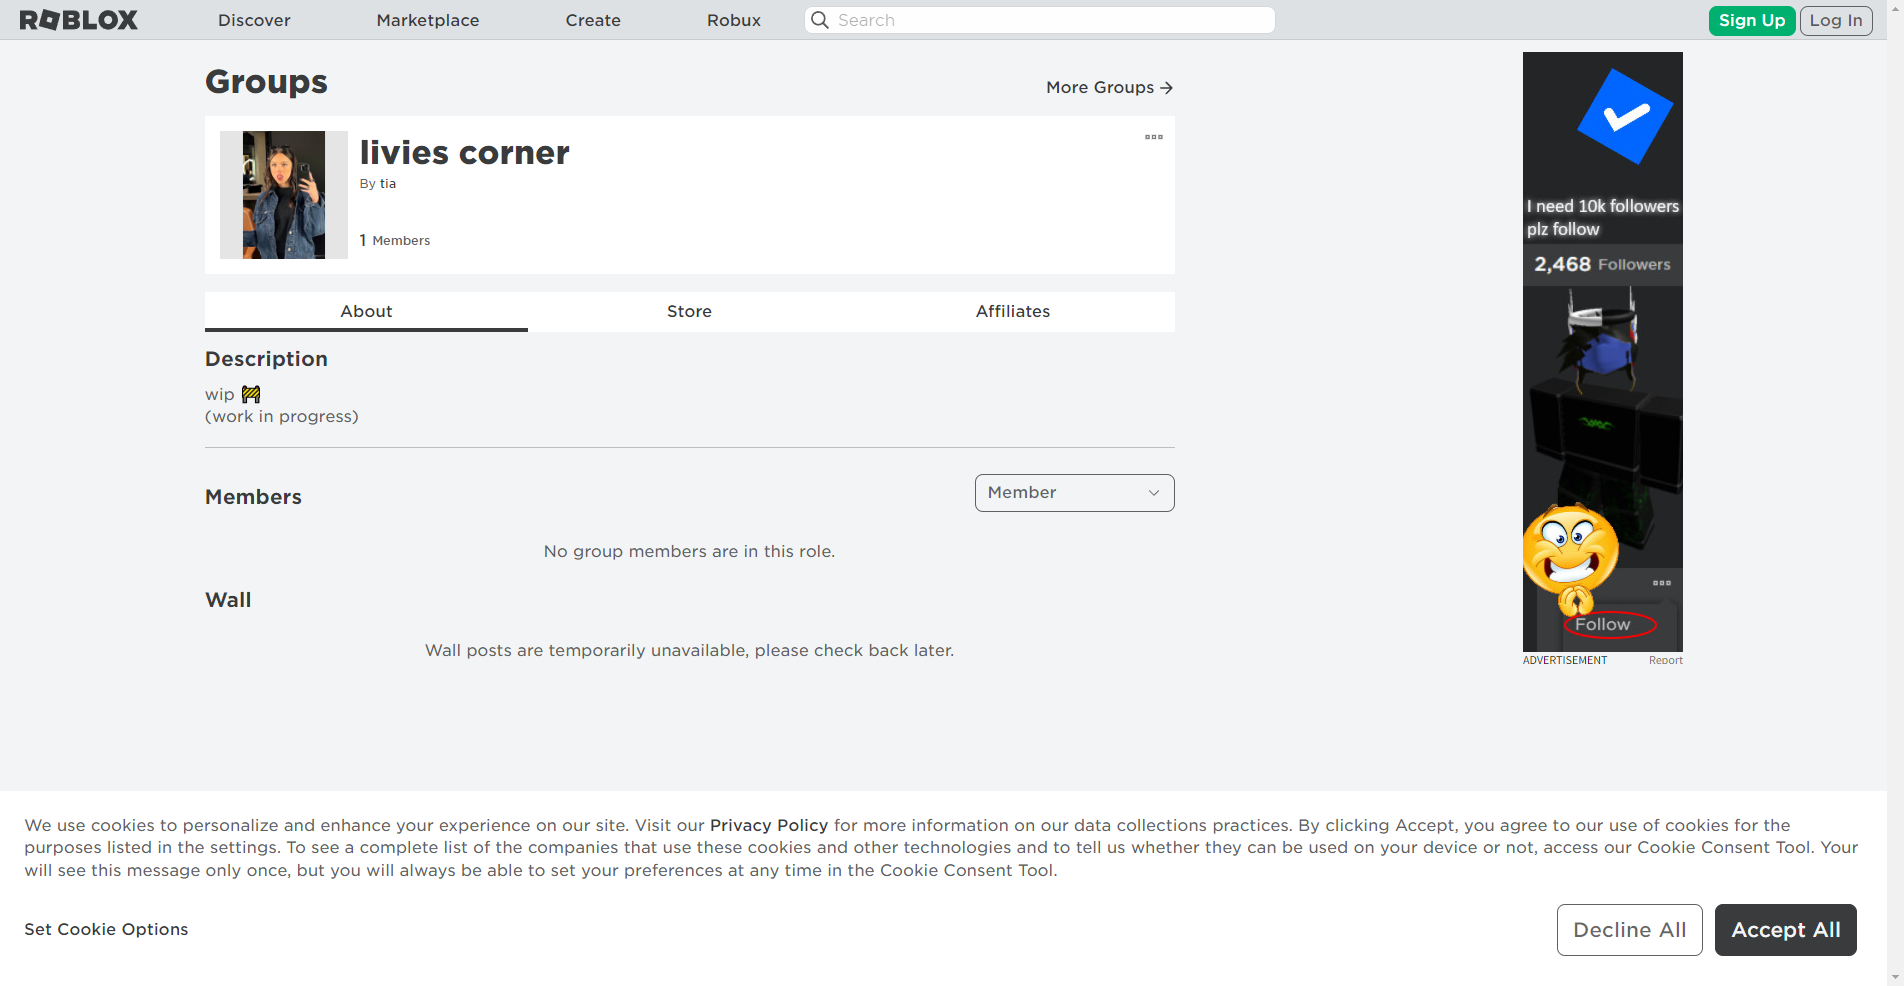 ROBLOX Discover Marketplace Create Robux Search Sign Up Log In
Groups
More Groups →
livies corner
By tia
1 Members
About Store Affiliates
Description
wip 🚧
(work in progress)
Members
Member
No group members are in this role.
Wall
Wall posts are temporarily unavailable, please check back later.
I need 10k followers
plz follow
2,468 Followers
Follow
ADVERTISEMENT Report
We use cookies to personalize and enhance your experience on our site. Visit our Privacy Policy for more information on our data collections practices. By clicking Accept, you agree to our use of cookies for the
purposes listed in the settings. To see a complete list of the companies that use these cookies and other technologies and to tell us whether they can be used on your device or not, access our Cookie Consent Tool. Your
will see this message only once, but you will always be able to set your preferences at any time in the Cookie Consent Tool.
Set Cookie Options
Decline All
Accept All